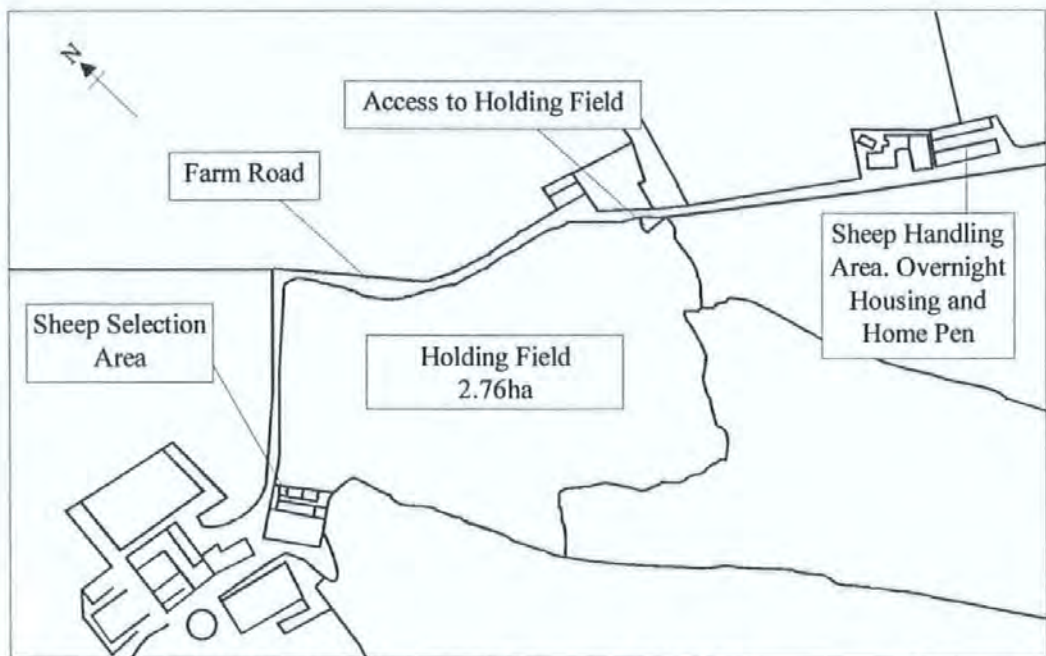 N
Access to Holding Field
Farm Road
Sheep Handling
Area. Overnight
Housing and
Home Pen
Sheep Selection
Area
Holding Field
2.76ha